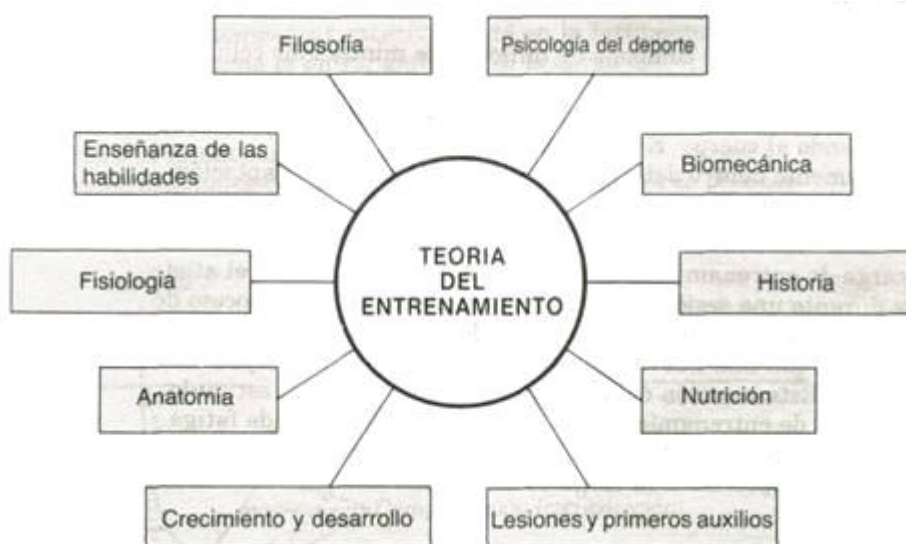 Filosofía
Psicología del deporte
Enseñanza de las
habilidades
Biomecánica
TEORIA
DEL
ENTRENAMIENTO
Fisiología
Historia
Anatomía
Nutrición
Crecimiento y desarrollo
Lesiones y primeros auxilios